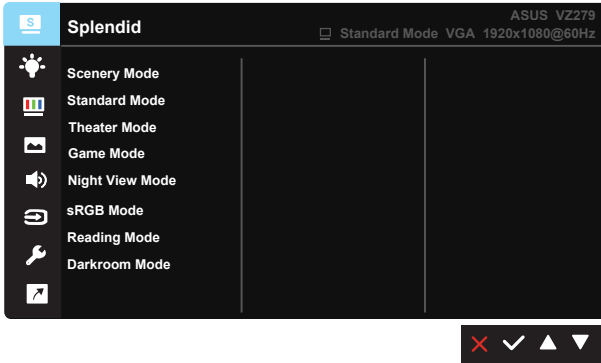 S
Splendid
ASUS VZ279
Standard Mode VGA 1920x1080@60Hz
Scenery Mode
Standard Mode
Theater Mode
Game Mode
Night View Mode
sRGB Mode
Reading Mode
Darkroom Mode